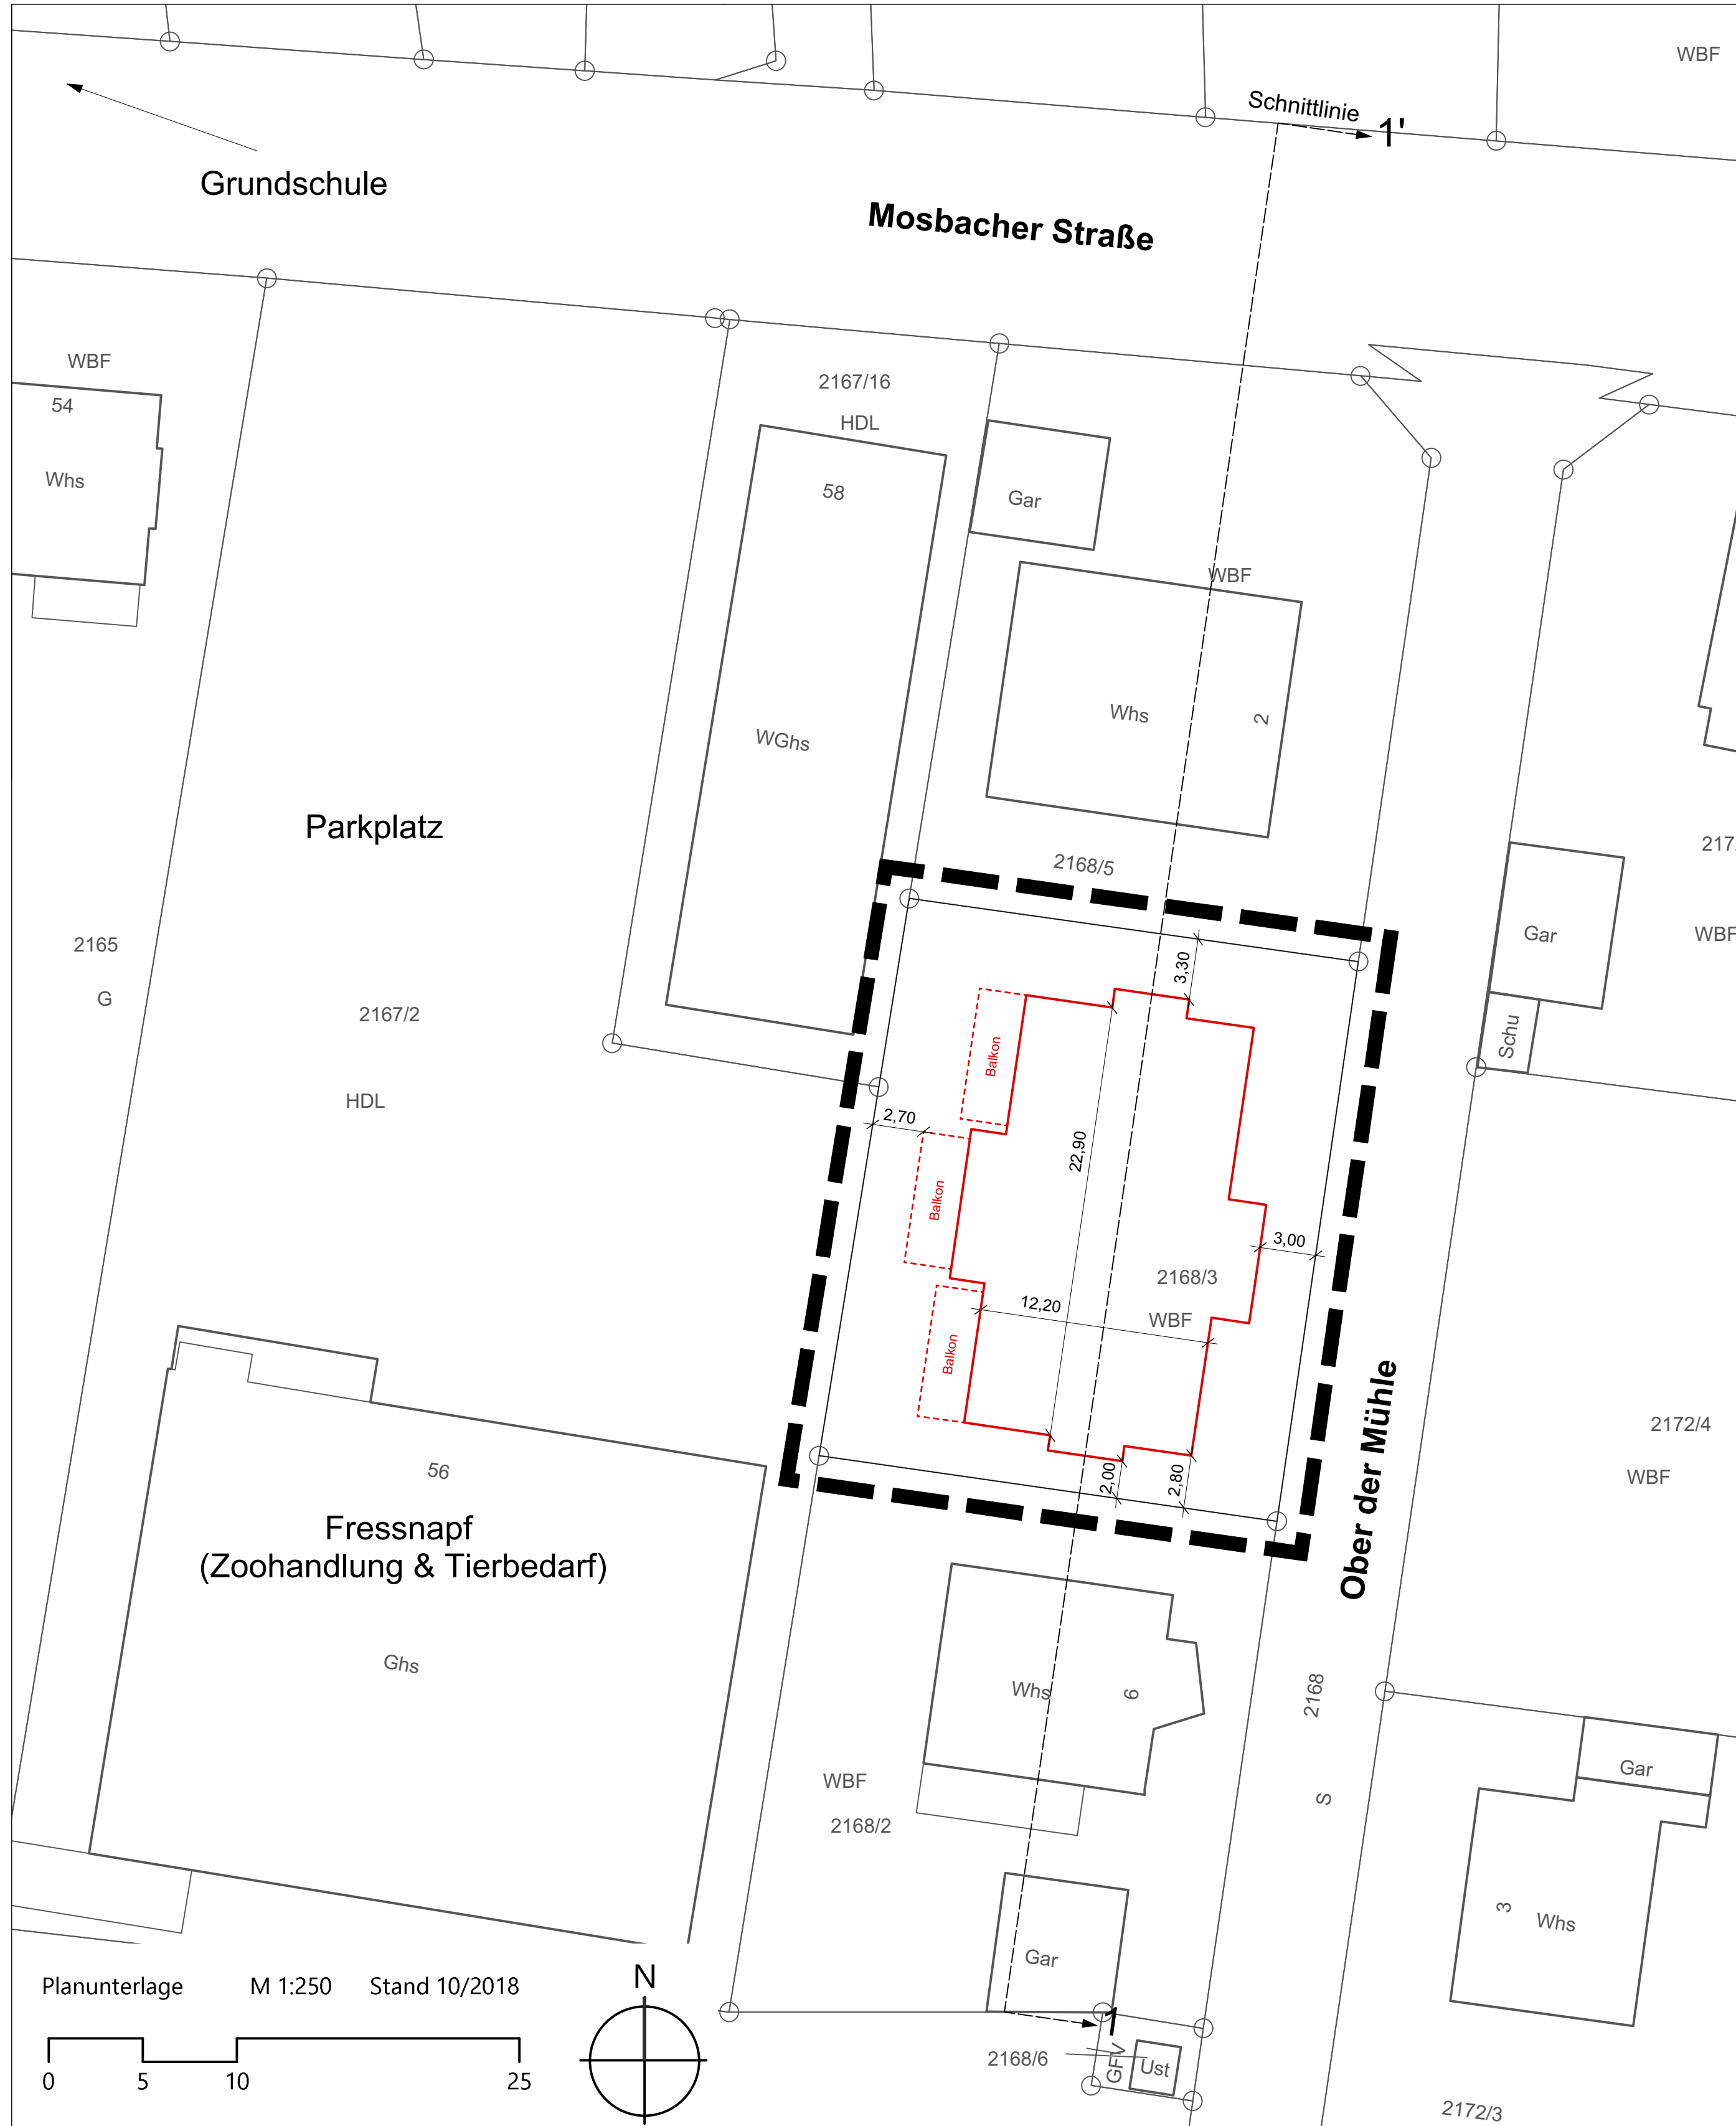 WBF
Schnittlinie
1'
Grundschule
Mosbacher Straße
WBF
54
Whs
2167/16
HDL
58
Gar
WBF
Whs
2
WGhs
Parkplatz
2168/5
217
Gar
WBF
2165
G
2167/2
HDL
3,30
Schu
Balkon
2,70
22,90
Balkon
3,00
2168/3
12,20
WBF
Balkon
Ober der Mühle
2172/4
WBF
2,00
2,80
56
Fressnapf
(Zoohandlung & Tierbedarf)
Ghs
Whs
6
2168
S
WBF
2168/2
Gar
3
Whs
Gar
1
2168/6
GFW
Ust
2172/3
Planunterlage M 1:250 Stand 10/2018
N
0 5 10 25